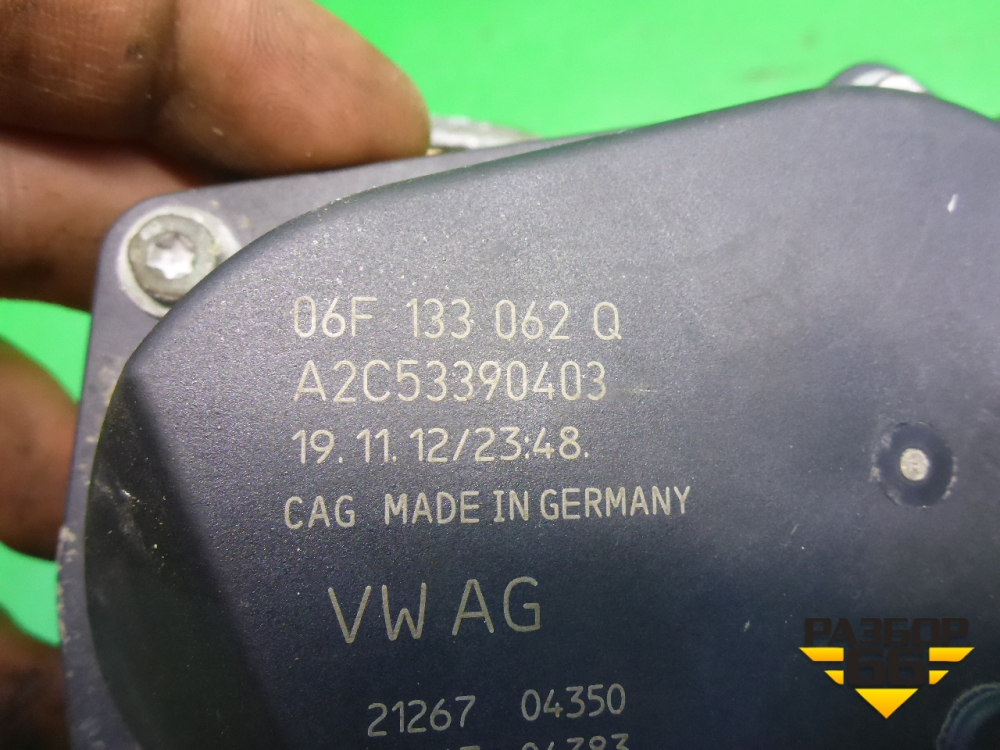 06F 133 062 Q
A2C53390403
19.11.12/23:48.
CAG MADE IN GERMANY
VW AG
21267 04350
04383
РАЗБОР
66